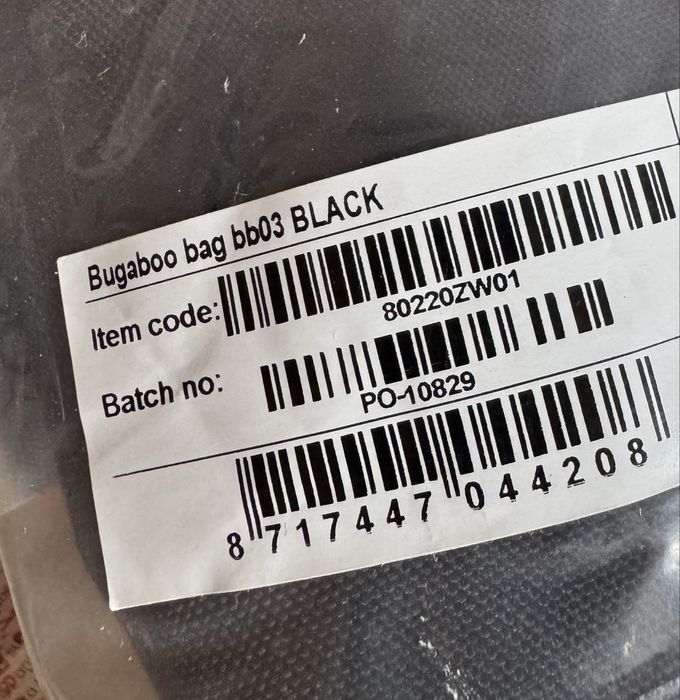 Bugaboo bag bb03 BLACK
Item code:
80220ZW01
Batch no:
PO-10829
8 717447 044208